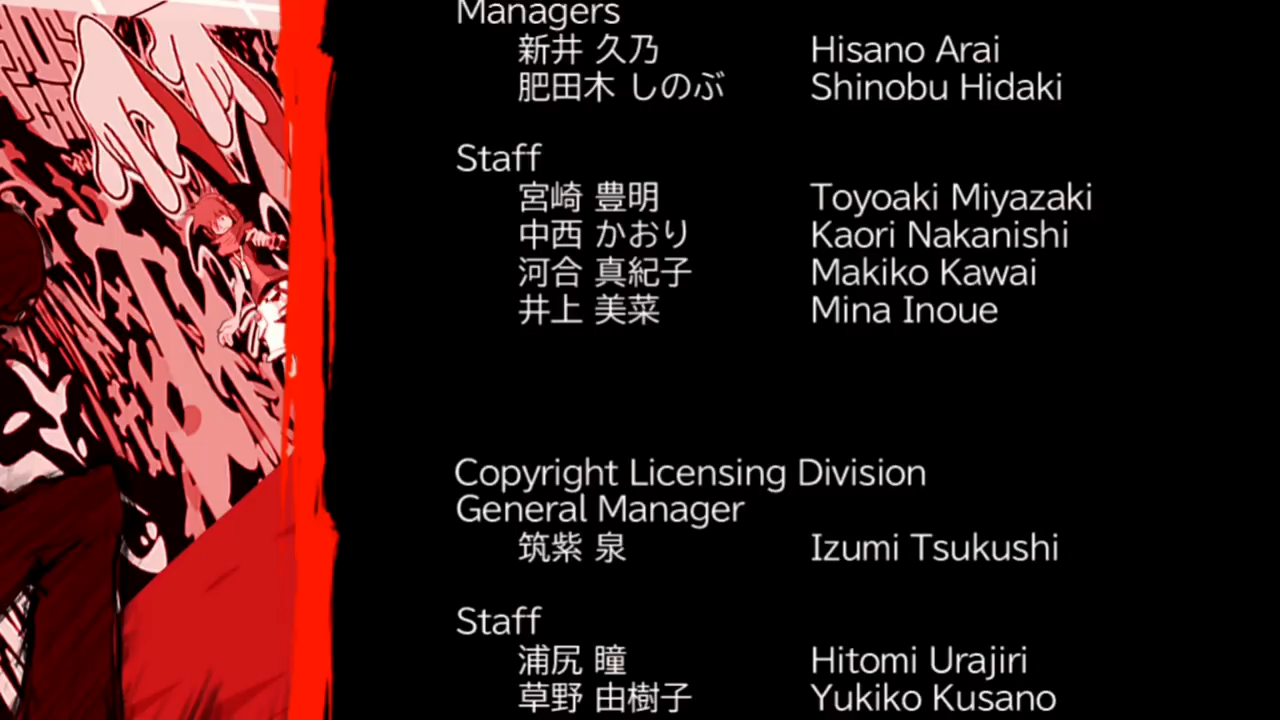 Managers
新井 久乃 Hisano Arai
肥田木 しのぶ Shinobu Hidaki
Staff
宮崎 豊明 Toyoaki Miyazaki
中西 かおり Kaori Nakanishi
河合 真紀子 Makiko Kawai
井上 美菜 Mina Inoue
Copyright Licensing Division
General Manager
筑紫 泉 Izumi Tsukushi
Staff
浦尻 瞳 Hitomi Urajiri
草野 由樹子 Yukiko Kusano